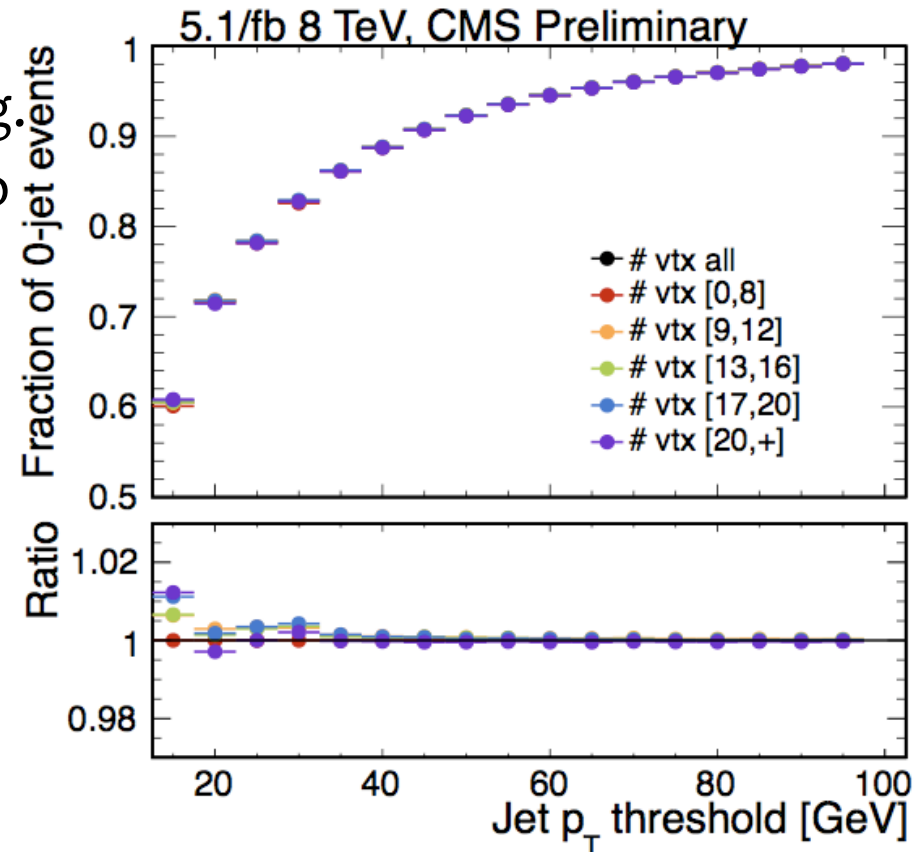 5.1/fb 8 TeV, CMS Preliminary
g.
Fraction of 0-jet events
1
0.9
0.8
0.7
0.6
0.5
# vtx all
# vtx [0,8]
# vtx [9,12]
# vtx [13,16]
# vtx [17,20]
# vtx [20,+]
Ratio
1.02
1
0.98
20 40 60 80 100
Jet pT threshold [GeV]